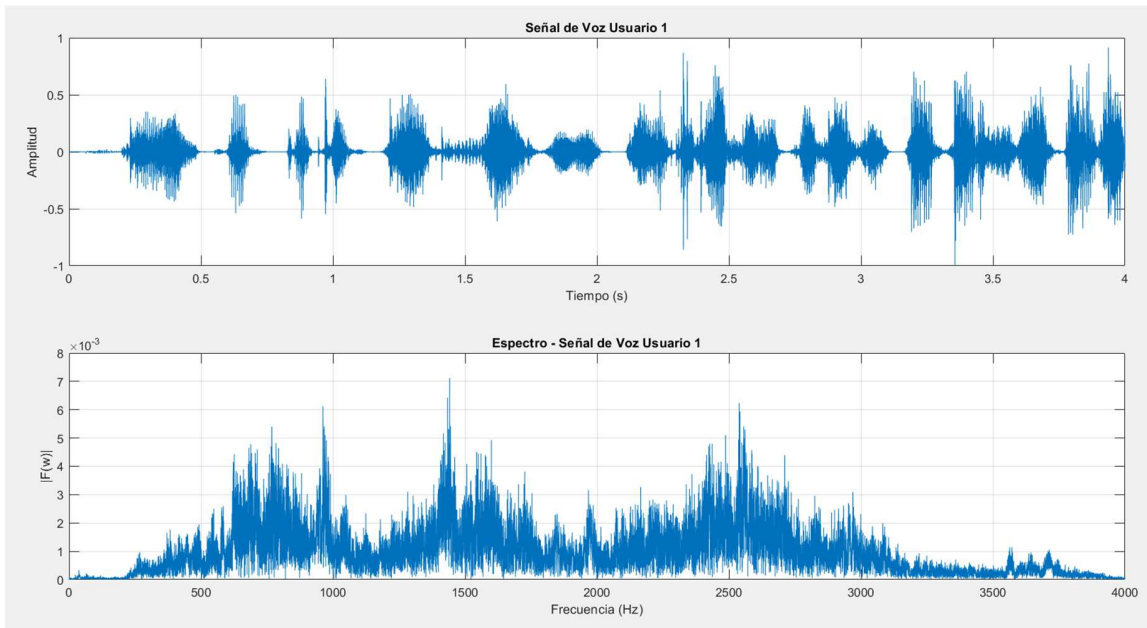 Señal de Voz Usuario 1
1
0.5
0
-0.5
-1
Amplitud
0 0.5 1 1.5 2 2.5 3 3.5 4
Tiempo (s)
Espectro - Señal de Voz Usuario 1
×10-3
8
7
6
5
4
3
2
1
0
|F(w)|
0 500 1000 1500 2000 2500 3000 3500 4000
Frecuencia (Hz)